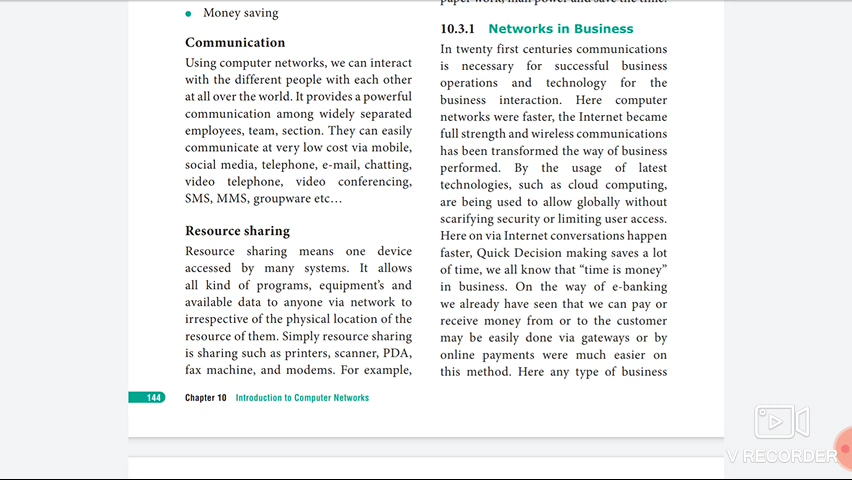 • Money saving
Communication
Using computer networks, we can interact
with the different people with each other
at all over the world. It provides a powerful
communication among widely separated
employees, team, section. They can easily
communicate at very low cost via mobile,
social media, telephone, e-mail, chatting,
video telephone, video conferencing,
SMS, MMS, groupware etc…
Resource sharing
Resource sharing means one device
accessed by many systems. It allows
all kind of programs, equipment's and
available data to anyone via network to
irrespective of the physical location of the
resource of them. Simply resource sharing
is sharing such as printers, scanner, PDA,
fax machine, and modems. For example,
paper work, man power and save the time.
10.3.1 Networks in Business
In twenty first centuries communications
is necessary for successful business
operations and technology for the
business interaction. Here computer
networks were faster, the Internet became
full strength and wireless communications
has been transformed the way of business
performed. By the usage of latest
technologies, such as cloud computing,
are being used to allow globally without
scarifying security or limiting user access.
Here on via Internet conversations happen
faster, Quick Decision making saves a lot
of time, we all know that “time is money”
in business. On the way of e-banking
we already have seen that we can pay or
receive money from or to the customer
may be easily done via gateways or by
online payments were much easier on
this method. Here any type of business
144 Chapter 10 Introduction to Computer Networks
V RECORDER